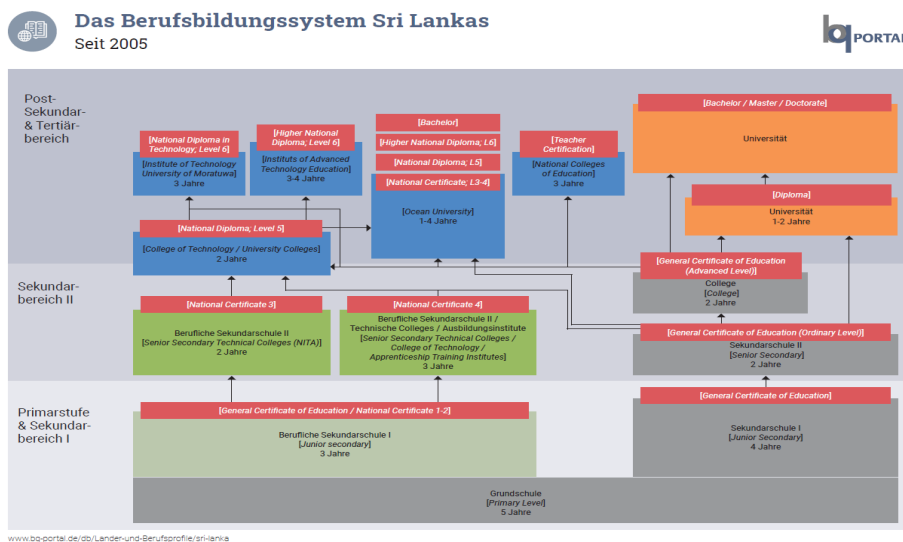 Das Berufsbildungssystem Sri Lankas
Seit 2005
bq PORTAL
Post-
Sekundar-
& Tertiär-
bereich
[National Diploma in
Technology; Level 6]
[Institute of Technology
University of Moratuwa]
3 Jahre
[Higher National
Diploma; Level 6]
[Instituts of Advanced
Technology Education]
3-4 Jahre
[Bachelor]
[Higher National Diploma; L6]
[National Diploma; L5]
[National Certificate; L3-4]
[Ocean University]
1-4 Jahre
[Teacher
Certification]
[National Colleges
of Education]
3 Jahre
[Bachelor / Master / Doctorate]
Universität
[Diploma]
Universität
1-2 Jahre
[National Diploma; Level 5]
[College of Technology / University Colleges]
2 Jahre
[General Certificate of Education
(Advanced Level)]
College
[College]
2 Jahre
Sekundar-
bereich II
[National Certificate 3]
Berufliche Sekundarschule II
[Senior Secondary Technical Colleges (NITA)]
2 Jahre
[National Certificate 4]
Berufliche Sekundarschule II /
Technische Colleges / Ausbildungsinstitute
[Senior Secondary Technical Colleges /
College of Technology /
Apprenticeship Training Institutes]
3 Jahre
[General Certificate of Education (Ordinary Level)]
Sekundarschule II
[Senior Secondary]
2 Jahre
Primarstufe
& Sekundar-
bereich I
[General Certificate of Education / National Certificate 1-2]
Berufliche Sekundarschule I
[Junior secondary]
3 Jahre
[General Certificate of Education]
Sekundarschule I
[Junior Secondary]
4 Jahre
Grundschule
[Primary Level]
5 Jahre
www.bq-portal.de/db/Lander-und-Berufsprofile/sri-lanka